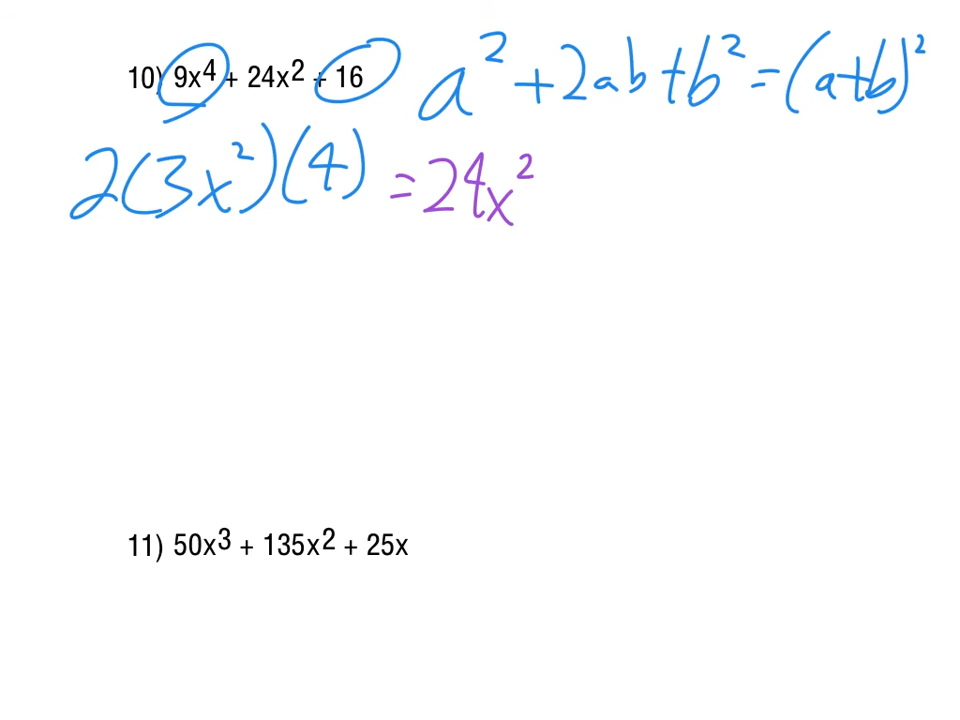 10) 9x⁴ + 24x² + 16 a² + 2ab + b² = (a+b)²
2(3x²)(4) = 24x²
11) 50x³ + 135x² + 25x